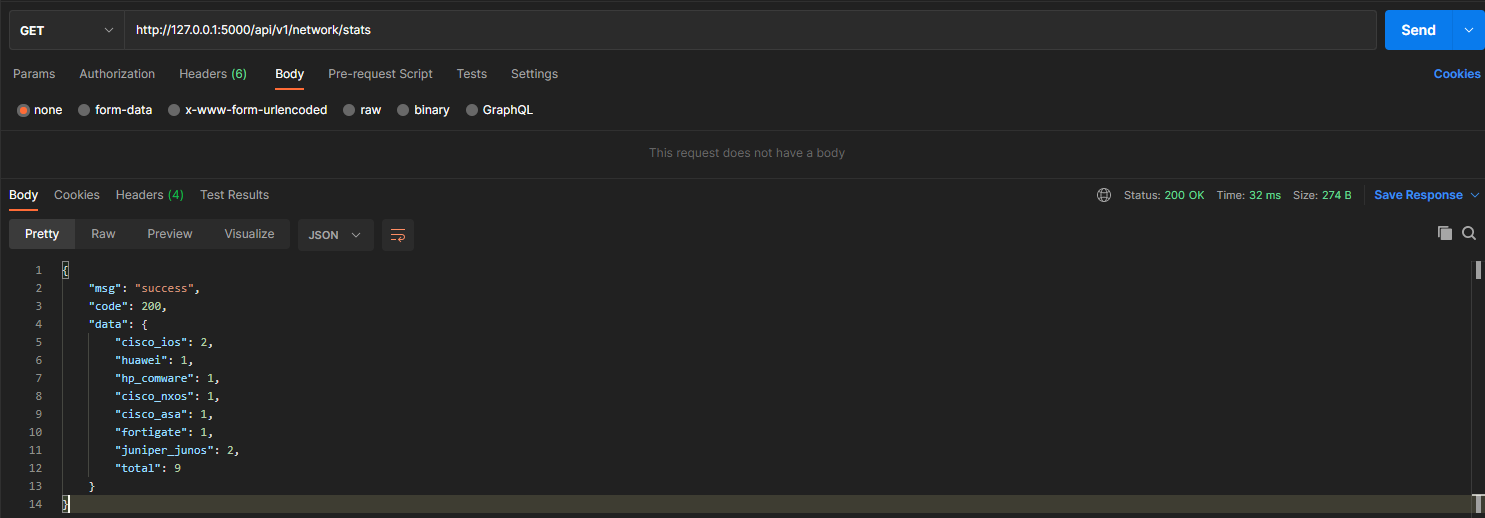 GET http://127.0.0.1:5000/api/v1/network/stats Send
Params Authorization Headers (6) Body Pre-request Script Tests Settings Cookies
none form-data x-www-form-urlencoded raw binary GraphQL
This request does not have a body
Body Cookies Headers (4) Test Results Status: 200 OK Time: 32 ms Size: 274 B Save Response
Pretty Raw Preview Visualize JSON
1 {
2 "msg": "success",
3 "code": 200,
4 "data": {
5 "cisco_ios": 2,
6 "huawei": 1,
7 "hp_comware": 1,
8 "cisco_nxos": 1,
9 "cisco_asa": 1,
10 "fortigate": 1,
11 "juniper_junos": 2,
12 "total": 9
13 }
14 }